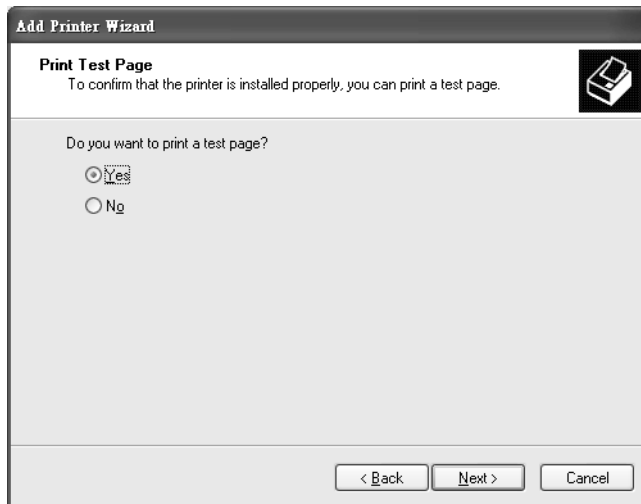 Add Printer Wizard
Print Test Page
To confirm that the printer is installed properly, you can print a test page.
Do you want to print a test page?
Yes
No
< Back
Next >
Cancel